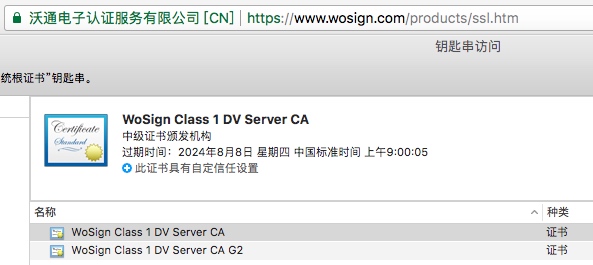 沃通电子认证服务有限公司 [CN] https://www.wosign.com/products/ssl.htm
钥匙串访问
统根证书”钥匙串。
Certificate
Standard
WoSign Class 1 DV Server CA
中级证书颁发机构
过期时间：2024年8月8日 星期四 中国标准时间 上午9:00:05
此证书具有自定信任设置
名称 种类
WoSign Class 1 DV Server CA 证书
WoSign Class 1 DV Server CA G2 证书